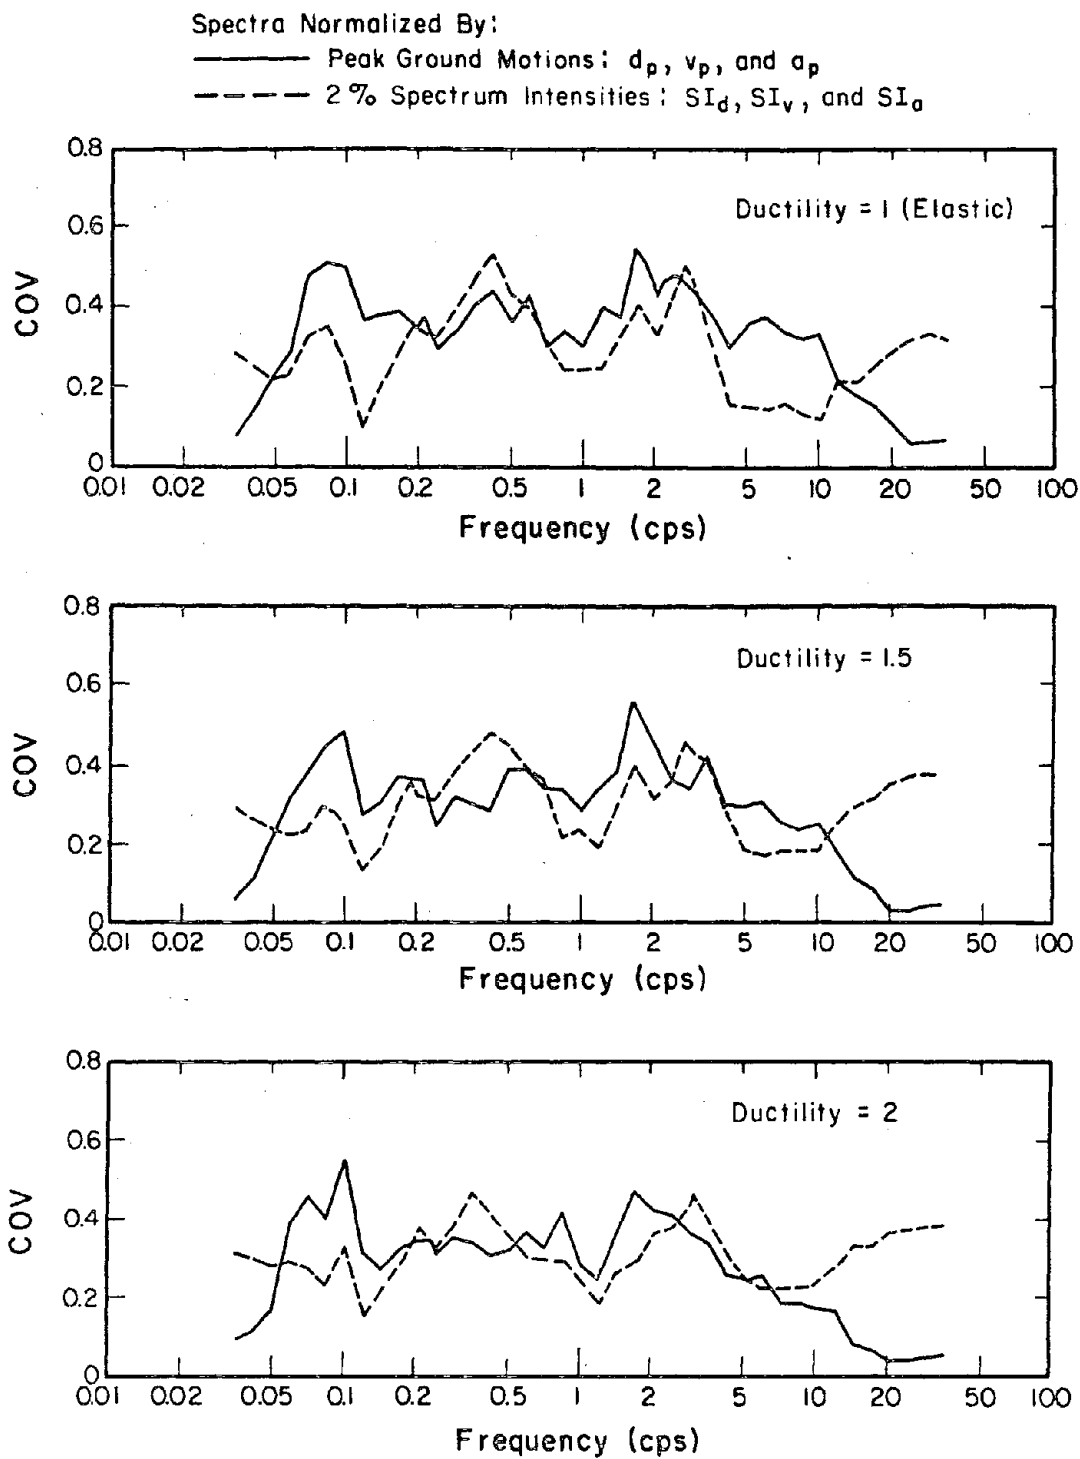 Spectra Normalized By:
Peak Ground Motions: dp, vp, and ap
2% Spectrum Intensities: SId, SIv, and SIa
0.8
0.6
0.4
0.2
0
COV
Ductility = 1 (Elastic)
0.01 0.02 0.05 0.1 0.2 0.5 1 2 5 10 20 50 100
Frequency (cps)
0.8
0.6
0.4
0.2
0
COV
Ductility = 1.5
0.01 0.02 0.05 0.1 0.2 0.5 1 2 5 10 20 50 100
Frequency (cps)
0.8
0.6
0.4
0.2
0
COV
Ductility = 2
0.01 0.02 0.05 0.1 0.2 0.5 1 2 5 10 20 50 100
Frequency (cps)